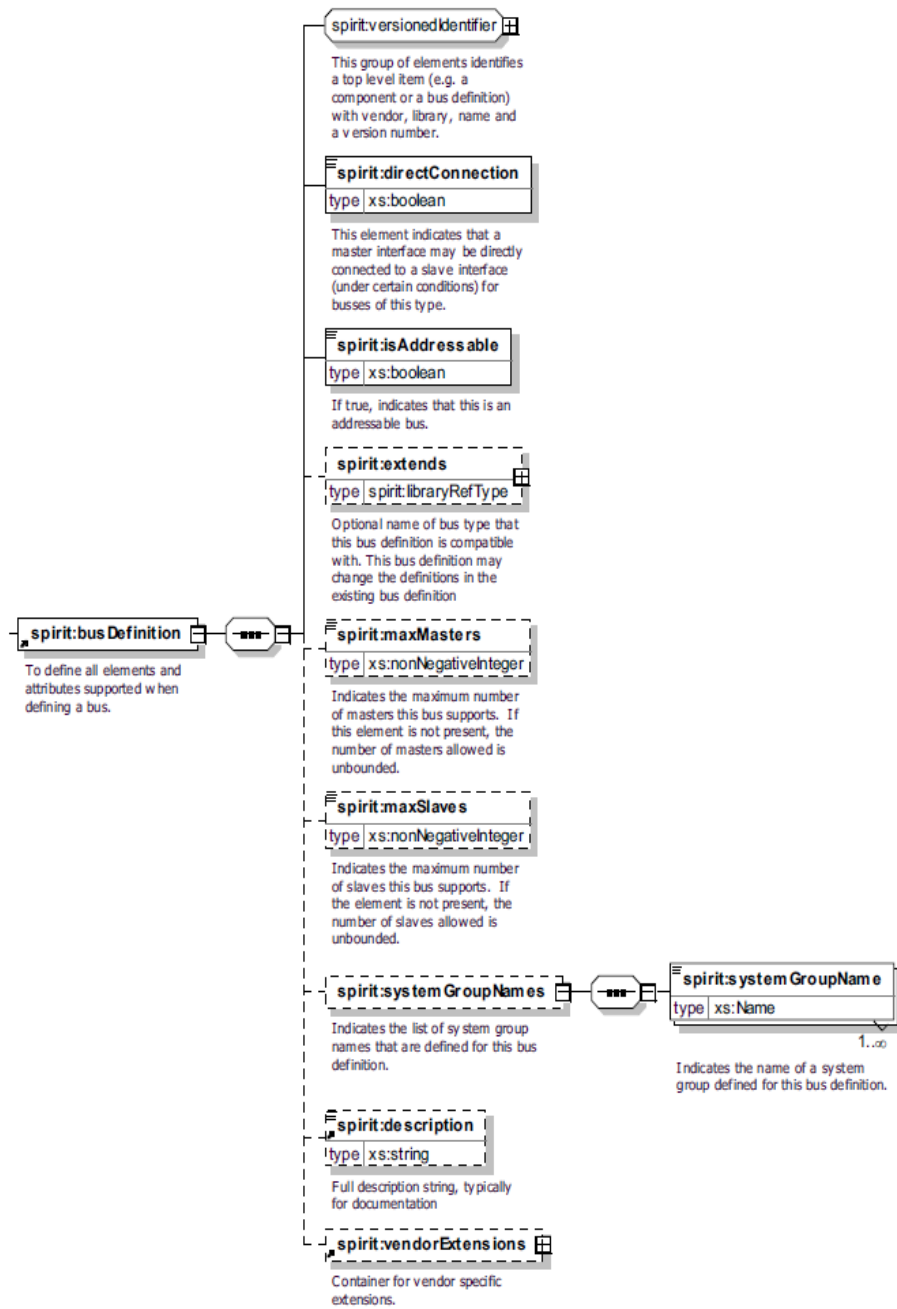 spirit:versionedIdentifier
This group of elements identifies
a top level item (e.g. a
component or a bus definition)
with vendor, library, name and
a version number.
spirit:directConnection
type xs:boolean
This element indicates that a
master interface may be directly
connected to a slave interface
(under certain conditions) for
busses of this type.
spirit:isAddressable
type xs:boolean
If true, indicates that this is an
addressable bus.
spirit:extends
type spirit:libraryRefType
Optional name of bus type that
this bus definition is compatible
with. This bus definition may
change the definitions in the
existing bus definition
spirit:busDefinition
To define all elements and
attributes supported when
defining a bus.
spirit:maxMasters
type xs:nonNegativeInteger
Indicates the maximum number
of masters this bus supports. If
this element is not present, the
number of masters allowed is
unbounded.
spirit:maxSlaves
type xs:nonNegativeInteger
Indicates the maximum number
of slaves this bus supports. If
the element is not present, the
number of slaves allowed is
unbounded.
spirit:systemGroupNames
Indicates the list of system group
names that are defined for this bus
definition.
spirit:systemGroupName
type xs:Name
1..∞
Indicates the name of a system
group defined for this bus definition.
spirit:description
type xs:string
Full description string, typically
for documentation
spirit:vendorExtensions
Container for vendor specific
extensions.